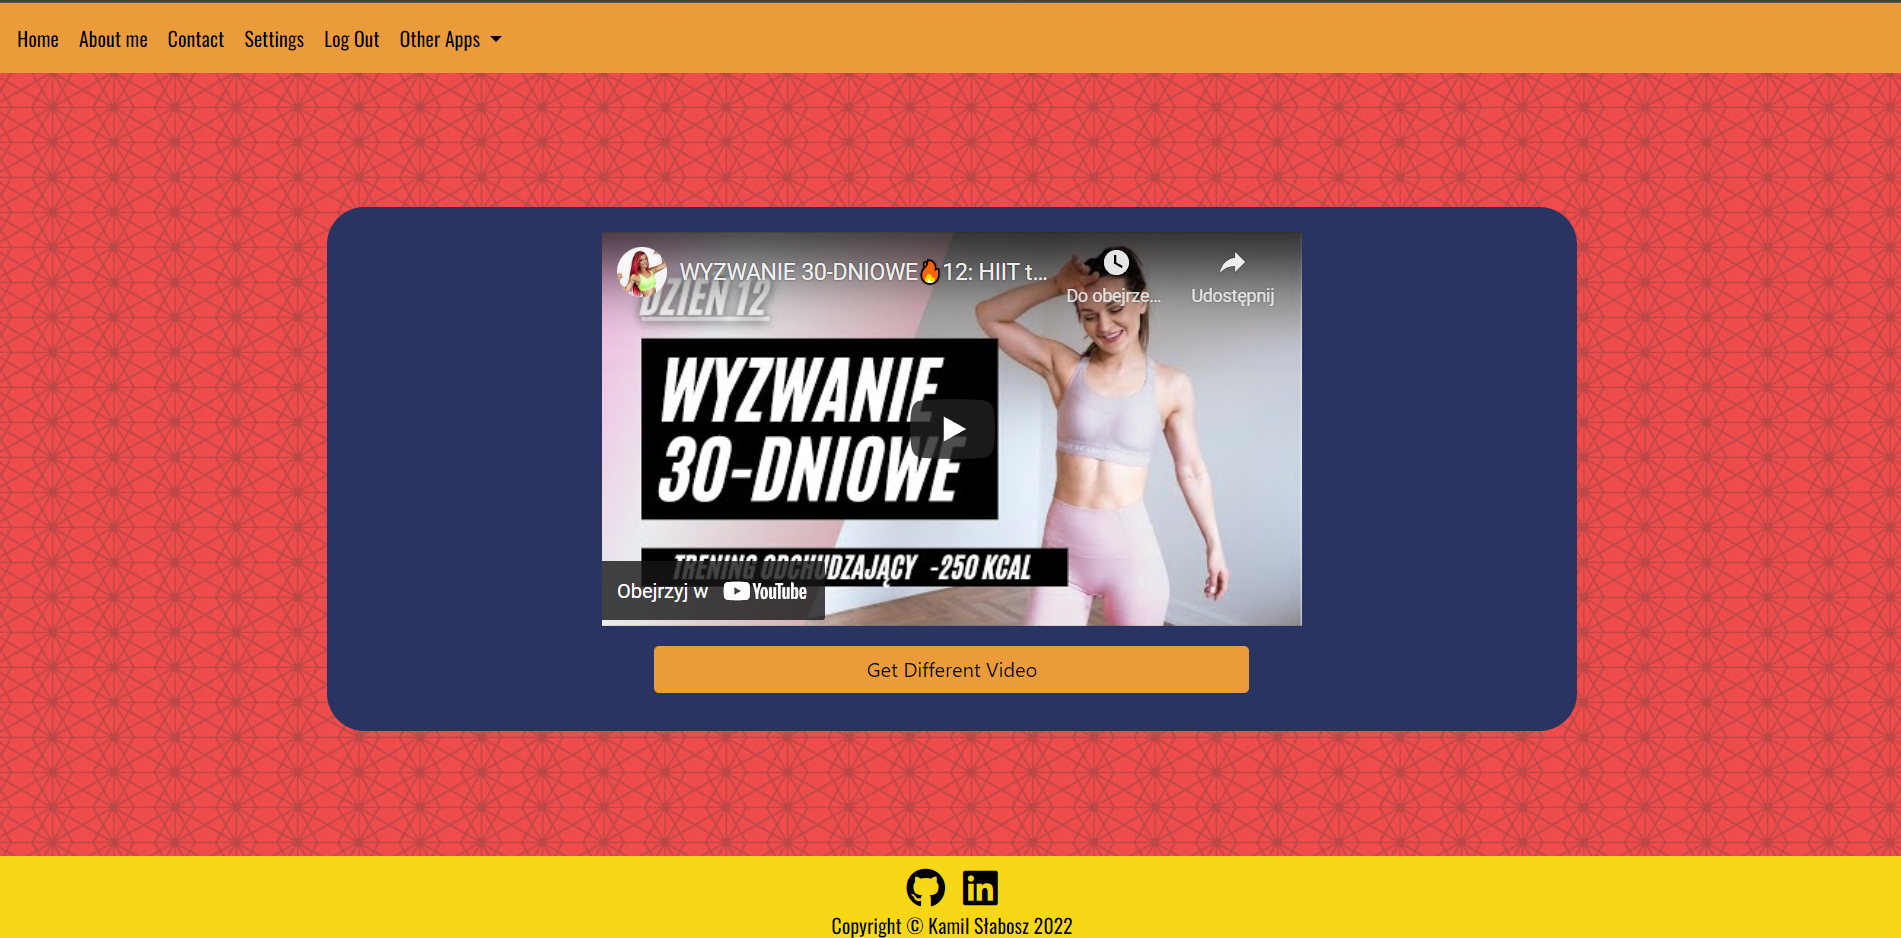 Home About me Contact Settings Log Out Other Apps
WYZWANIE 30-DNIOWE🔥12: HIIT t...
Do obejrze... Udostępnij
DZIEŃ 12
WYZWANIE
30-DNIOWE
TRENING ODCHUDZAJĄCY -250 KCAL
Obejrzyj w YouTube
Get Different Video
in
Copyright © Kamil Słabosz 2022